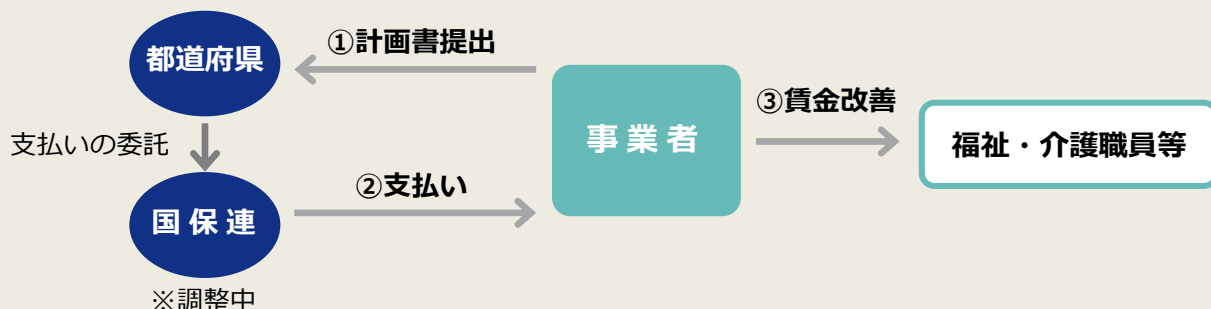 都道府県
①計画書提出
支払いの委託
事業者
③賃金改善
福祉・介護職員等
②支払い
国保連
※調整中